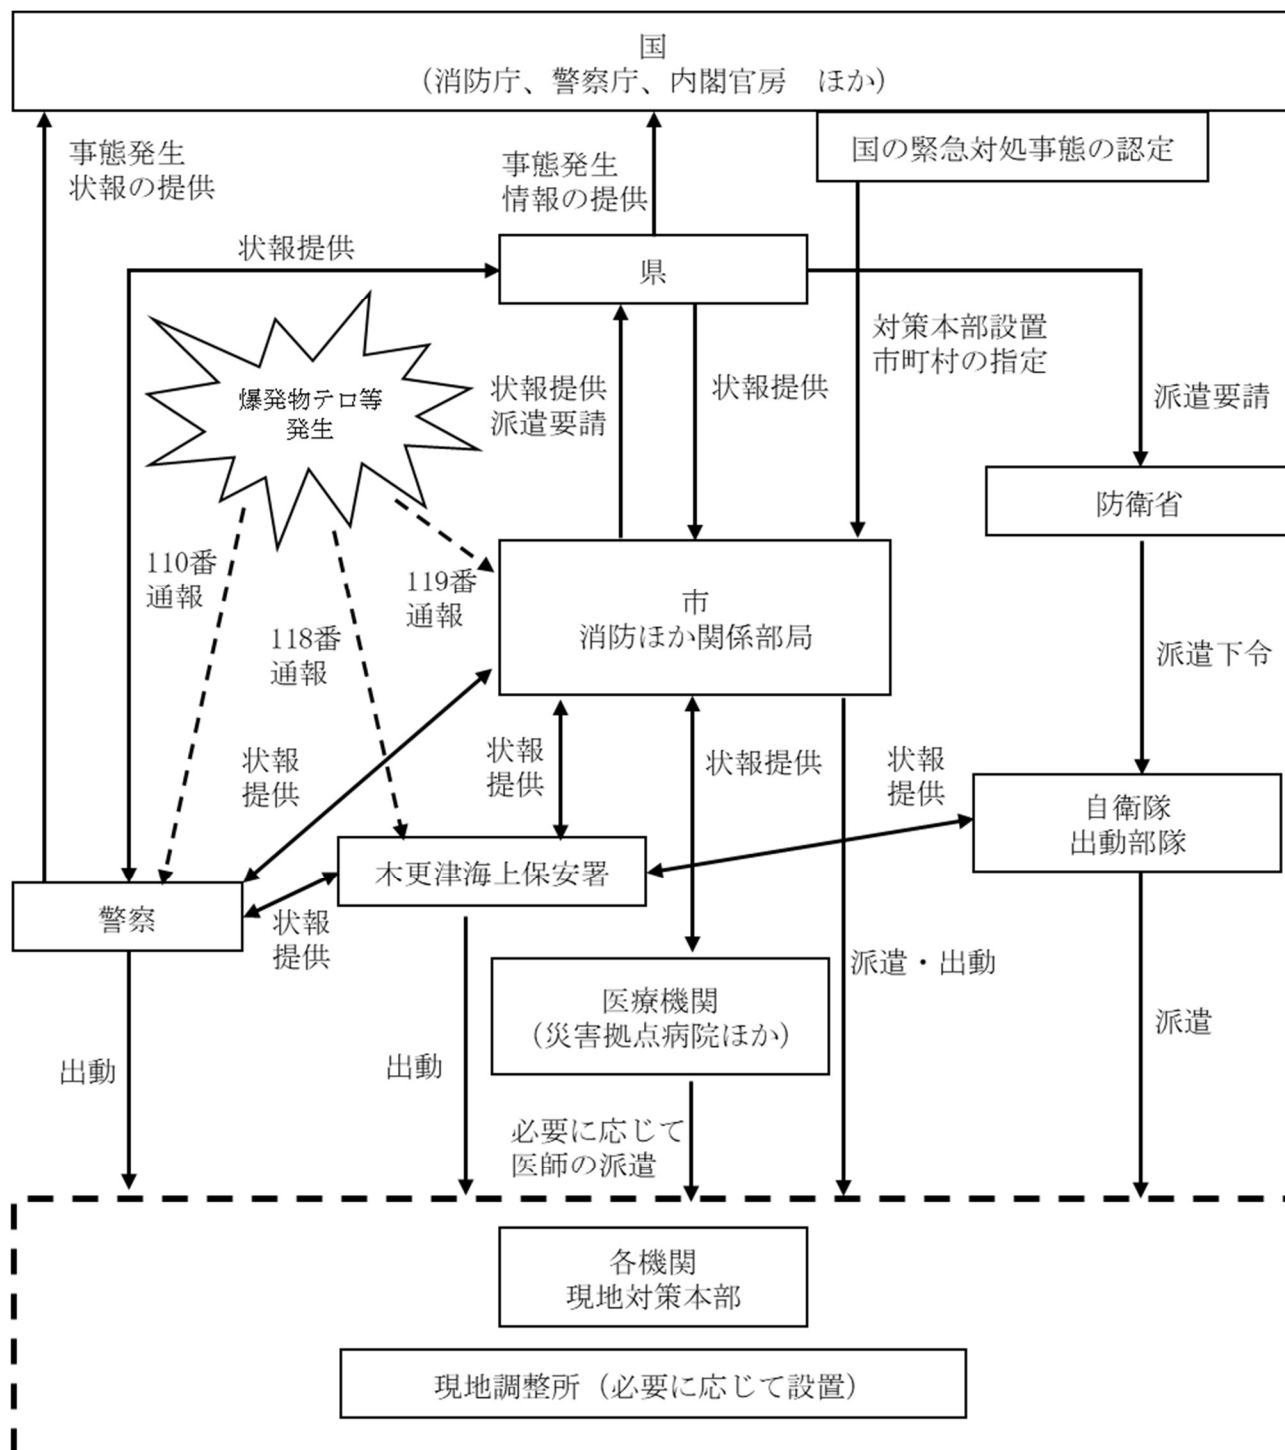 国
（消防庁、警察庁、内閣官房　ほか）
国の緊急対処事態の認定
事態発生
状報の提供
事態発生
情報の提供
状報提供
県
対策本部設置
市町村の指定
爆発物テロ等
発生
状報提供
派遣要請
状報提供
派遣要請
防衛省
110番
通報
118番
通報
119番
通報
市
消防ほか関係部局
派遣下令
状報
提供
状報
提供
状報提供
状報
提供
自衛隊
出動部隊
木更津海上保安署
警察
状報
提供
医療機関
（災害拠点病院ほか）
派遣・出動
派遣
出動
出動
必要に応じて
医師の派遣
各機関
現地対策本部
現地調整所（必要に応じて設置）